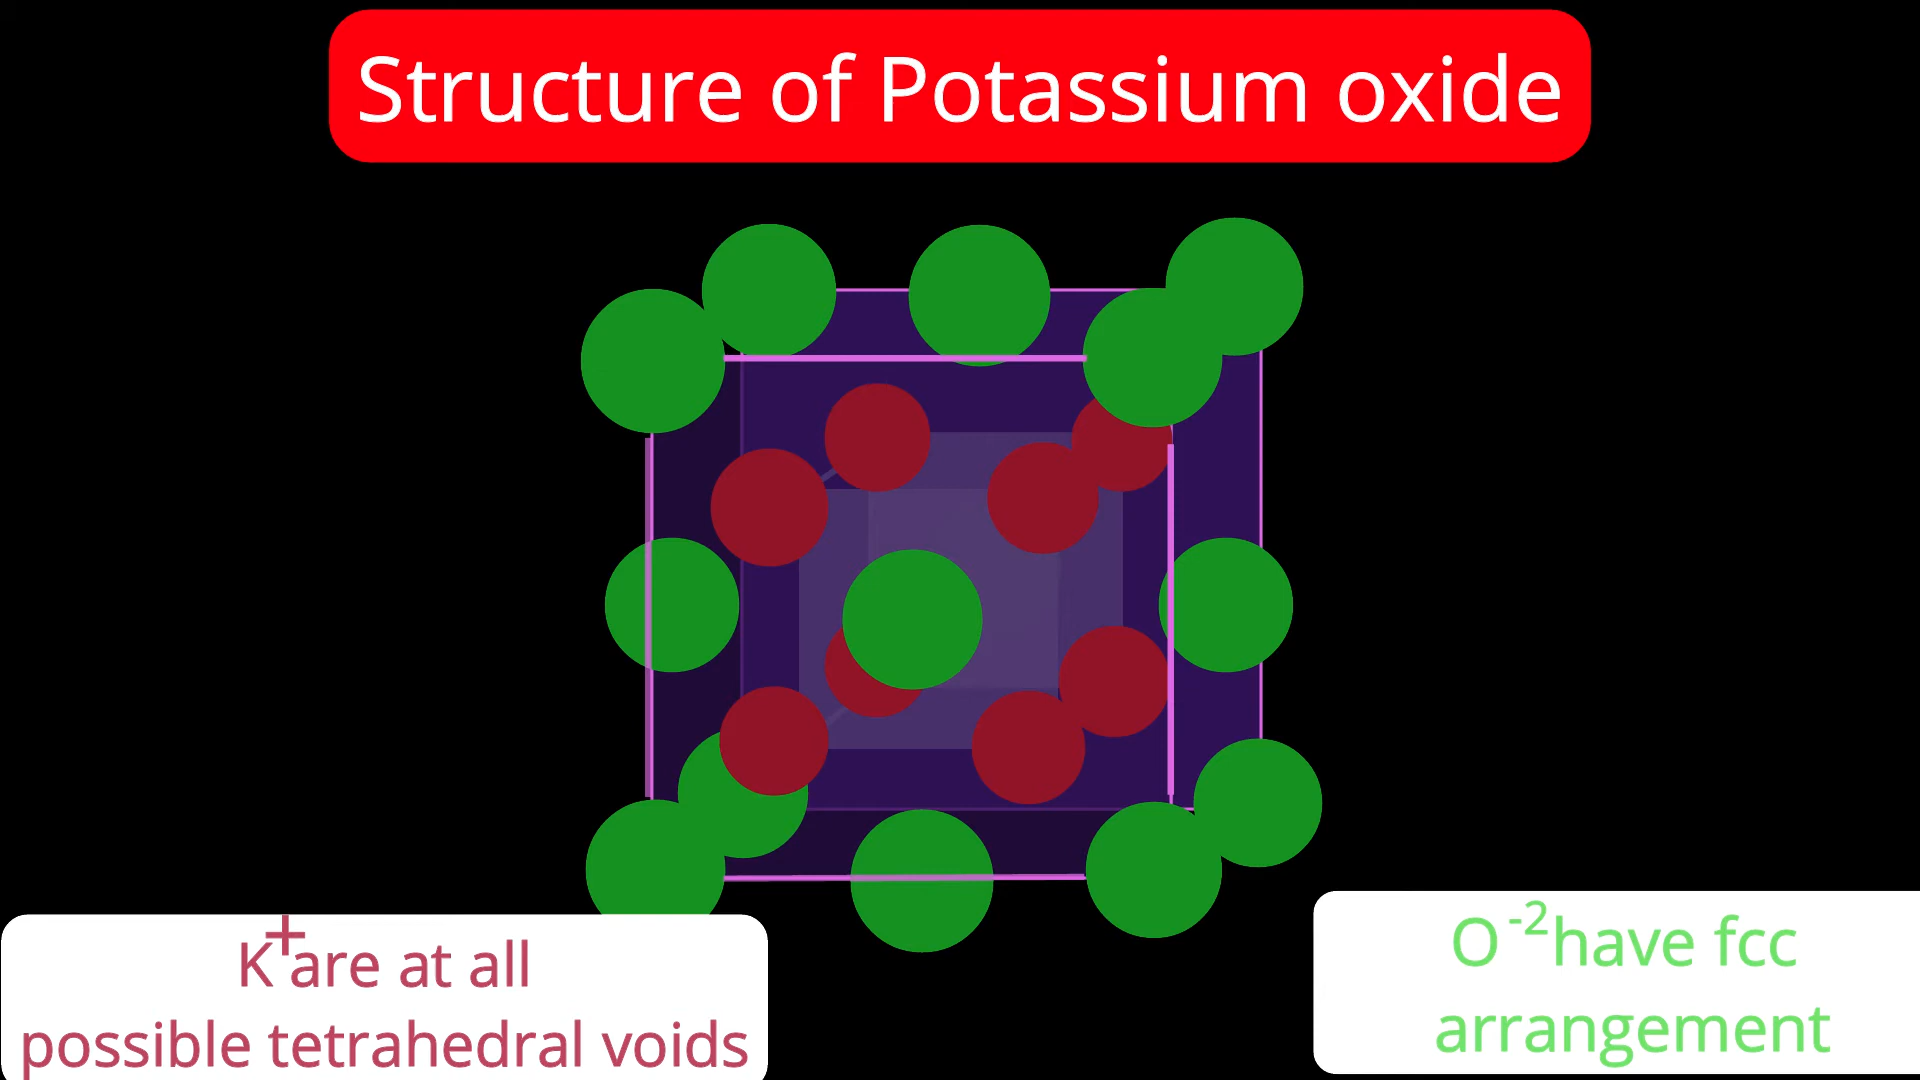 Structure of Potassium oxide
K⁺are at all
possible tetrahedral voids
O⁻²have fcc
arrangement